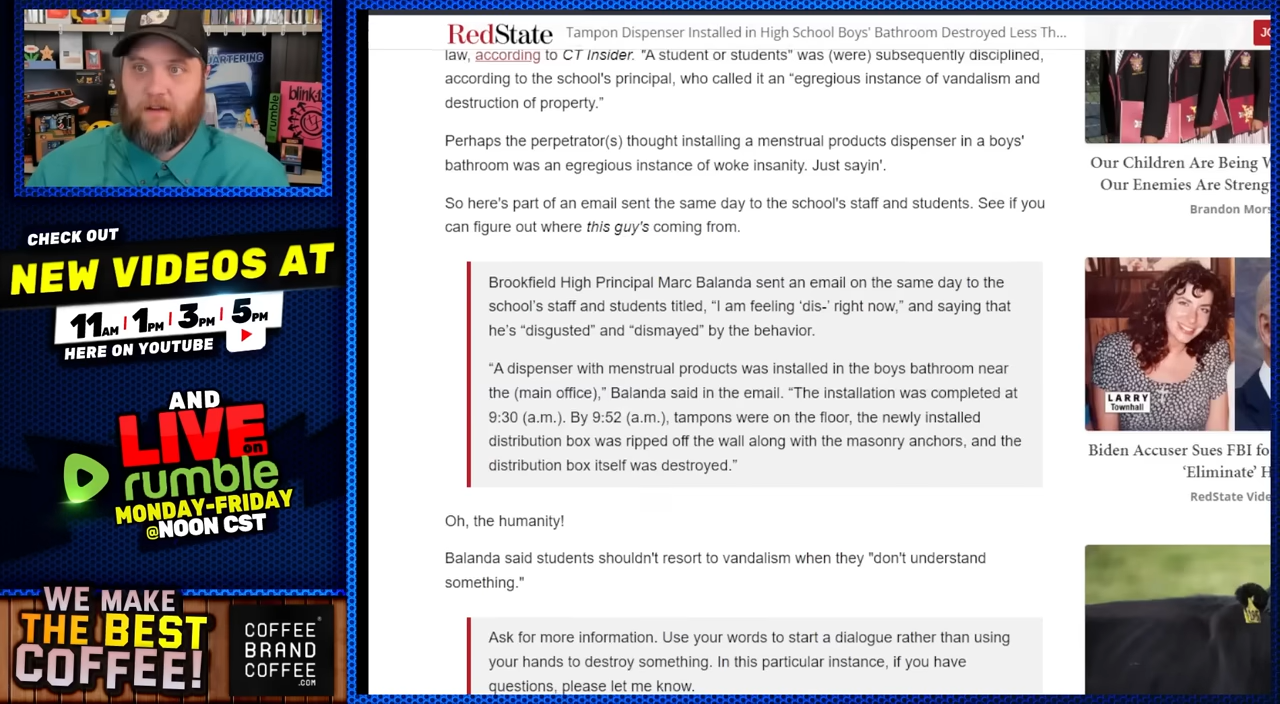 UARTERING
rumble
blink-1
CHECK OUT
NEW VIDEOS AT
11AM | 1PM | 3PM | 5PM
HERE ON YOUTUBE
AND
LIVE
on
rumble
MONDAY-FRIDAY
@NOON CST
WE MAKE
THE BEST
COFFEE!
COFFEE
BRAND
COFFEE
.COM
RedState Tampon Dispenser Installed in High School Boys' Bathroom Destroyed Less Th...
JO
law, according to CT Insider. "A student or students" was (were) subsequently disciplined,
according to the school's principal, who called it an “egregious instance of vandalism and
destruction of property.”
Perhaps the perpetrator(s) thought installing a menstrual products dispenser in a boys'
bathroom was an egregious instance of woke insanity. Just sayin'.
So here's part of an email sent the same day to the school's staff and students. See if you
can figure out where this guy's coming from.
Brookfield High Principal Marc Balanda sent an email on the same day to the
school’s staff and students titled, “I am feeling ‘dis-’ right now,” and saying that
he’s “disgusted” and “dismayed” by the behavior.
“A dispenser with menstrual products was installed in the boys bathroom near
the (main office),” Balanda said in the email. “The installation was completed at
9:30 (a.m.). By 9:52 (a.m.), tampons were on the floor, the newly installed
distribution box was ripped off the wall along with the masonry anchors, and the
distribution box itself was destroyed.”
Oh, the humanity!
Balanda said students shouldn't resort to vandalism when they "don't understand
something."
Ask for more information. Use your words to start a dialogue rather than using
your hands to destroy something. In this particular instance, if you have
questions, please let me know.
Our Children Are Being W
Our Enemies Are Streng
Brandon Mors
LARRY
Townhall
Biden Accuser Sues FBI fo
‘Eliminate’ H
RedState Vide